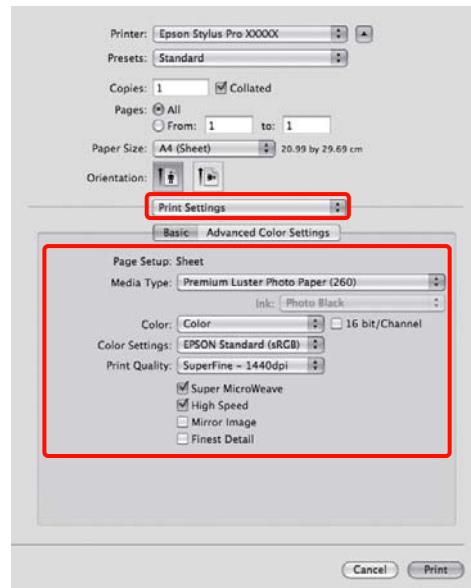 Printer: Epson Stylus Pro XXXXX
Presets: Standard
Copies: 1 Collated
Pages: All
From: 1 to: 1
Paper Size: A4 (Sheet) 20.99 by 29.69 cm
Orientation:
Print Settings
Basic Advanced Color Settings
Page Setup: Sheet
Media Type: Premium Luster Photo Paper (260)
Ink: Photo Black
Color: Color 16 bit/Channel
Color Settings: EPSON Standard (sRGB)
Print Quality: SuperFine - 1440dpi
Super MicroWeave
High Speed
Mirror Image
Finest Detail
Cancel Print